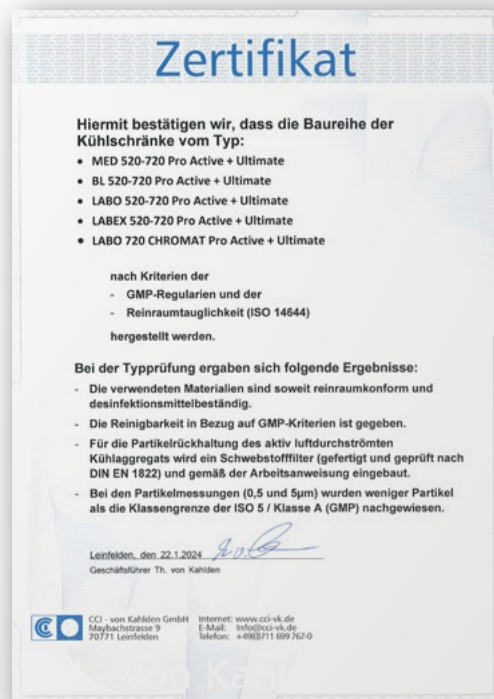 Zertifikat
Hiermit bestätigen wir, dass die Baureihe der
Kühlschränke vom Typ:
• MED 520-720 Pro Active + Ultimate
• BL 520-720 Pro Active + Ultimate
• LABO 520-720 Pro Active + Ultimate
• LABEX 520-720 Pro Active + Ultimate
• LABO 720 CHROMAT Pro Active + Ultimate
nach Kriterien der
- GMP-Regularien und der
- Reinraumtauglichkeit (ISO 14644)
hergestellt werden.
Bei der Typprüfung ergaben sich folgende Ergebnisse:
- Die verwendeten Materialien sind soweit reinraumkonform und
desinfektionsmittelbeständig.
- Die Reinigbarkeit in Bezug auf GMP-Kriterien ist gegeben.
- Für die Partikelrückhaltung des aktiv luftdurchströmten
Kühlaggregats wird ein Schwebstofffilter (gefertigt und geprüft nach
DIN EN 1822) und gemäß der Arbeitsanweisung eingebaut.
- Bei den Partikelmessungen (0,5 und 5µm) wurden weniger Partikel
als die Klassengrenze der ISO 5 / Klasse A (GMP) nachgewiesen.
Leinfelden, den 22.1.2024
Geschäftsführer Th. von Kahlden
CCI - von Kahlden GmbH Internet: www.cci-vk.de
Maybachstrasse 9 E-Mail: Info@cci-vk.de
70771 Leinfelden Telefon: +49(0)711 699 767-0